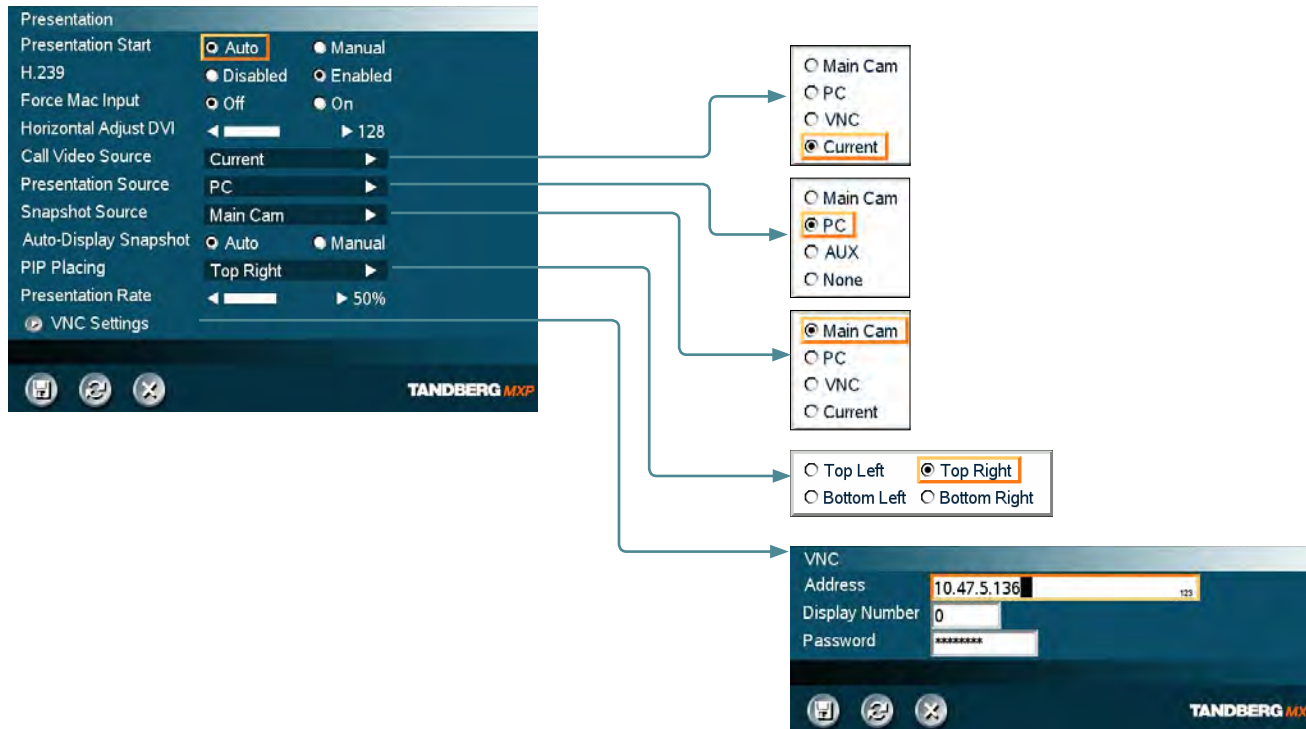 Presentation
Presentation Start Auto Manual
H.239 Disabled Enabled
Force Mac Input Off On
Horizontal Adjust DVI 128
Call Video Source Current
Presentation Source PC
Snapshot Source Main Cam
Auto-Display Snapshot Auto Manual
PIP Placing Top Right
Presentation Rate 50%
VNC Settings
TANDBERG MXP
Main Cam
PC
VNC
Current
Main Cam
PC
AUX
None
Main Cam
PC
VNC
Current
Top Left Top Right
Bottom Left Bottom Right
VNC
Address 10.47.5.136 123
Display Number 0
Password ********
TANDBERG MX